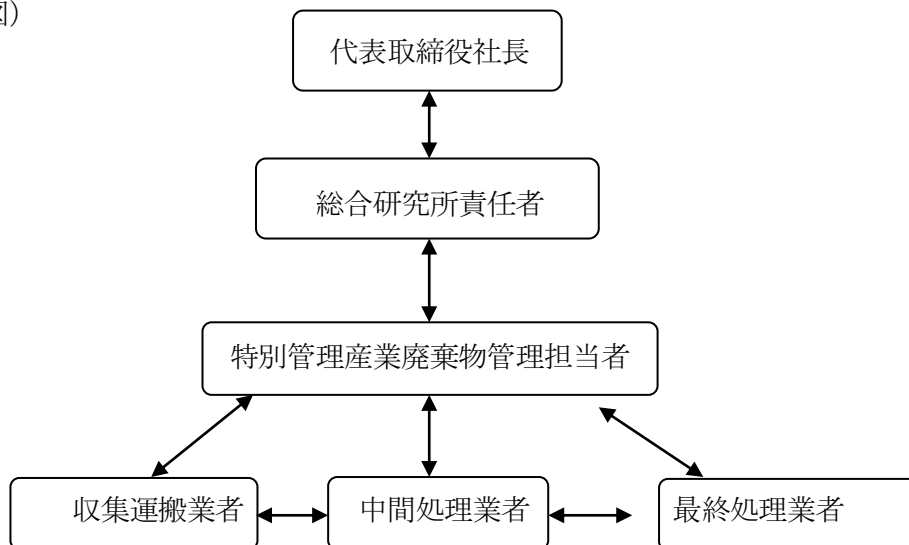 図）
代表取締役社長
総合研究所責任者
特別管理産業廃棄物管理担当者
収集運搬業者
中間処理業者
最終処理業者